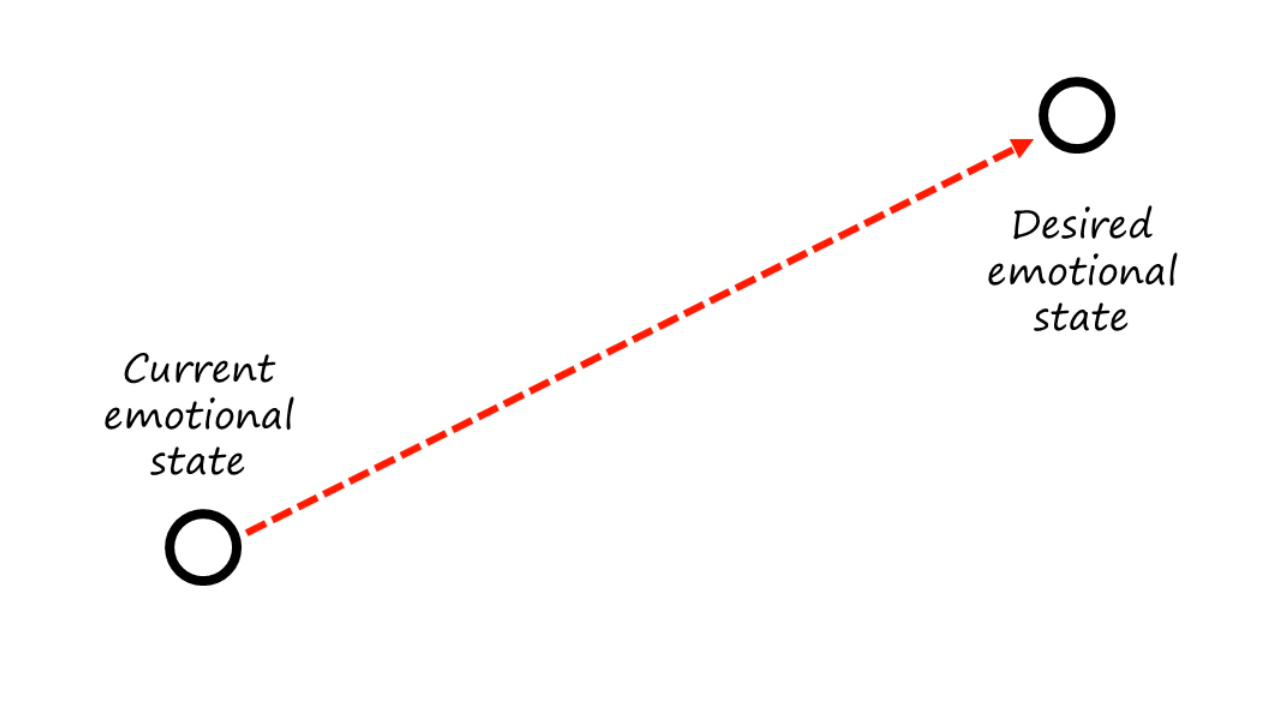 Desired
emotional
state
Current
emotional
state